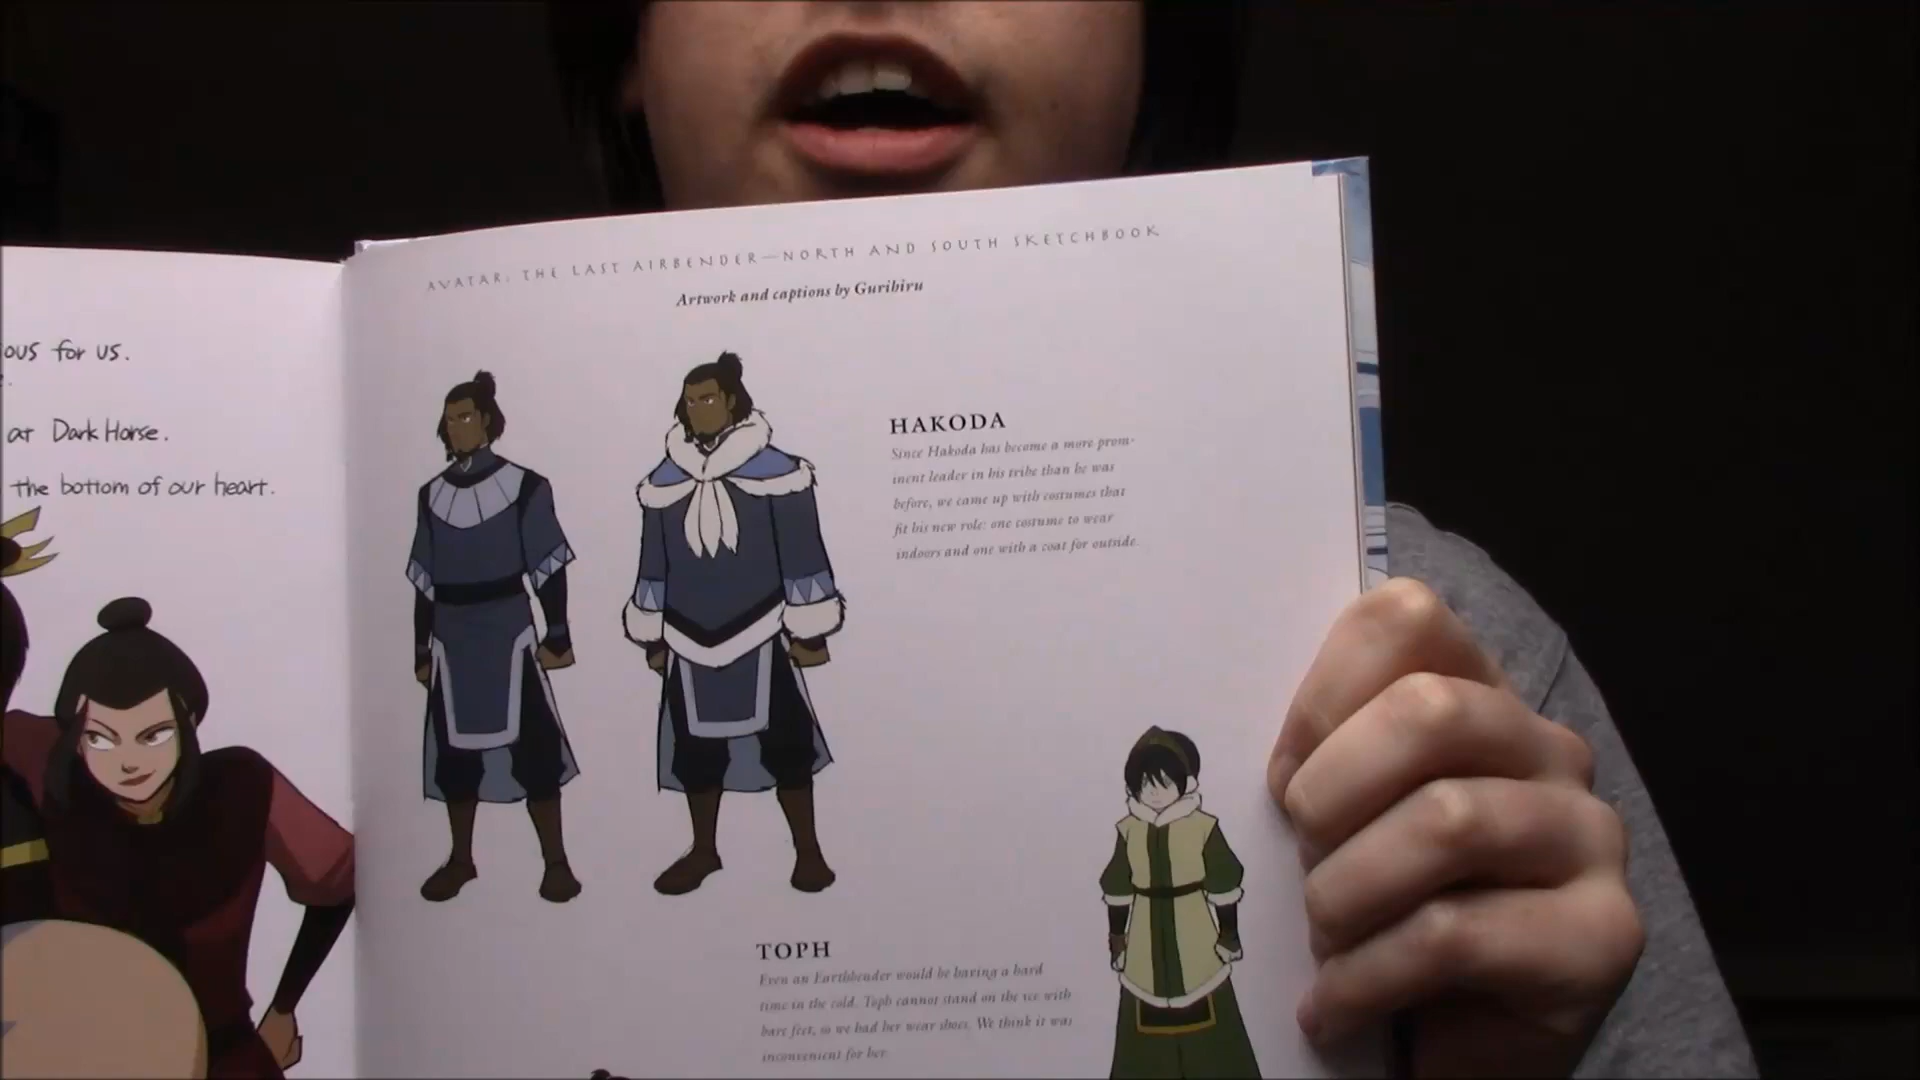 ous for us.
at Dark Horse.
the bottom of our heart.
AVATAR: THE LAST AIRBENDER—NORTH AND SOUTH SKETCHBOOK
Artwork and captions by Gurihiru
HAKODA
Since Hakoda has become a more prom-
inent leader in his tribe than he was
before, we came up with costumes that
fit his new role: one costume to wear
indoors and one with a coat for outside.
TOPH
Even an Earthbender would be having a hard
time in the cold. Toph cannot stand on the ice with
bare feet, so we had her wear shoes. We think it was
inconvenient for her.